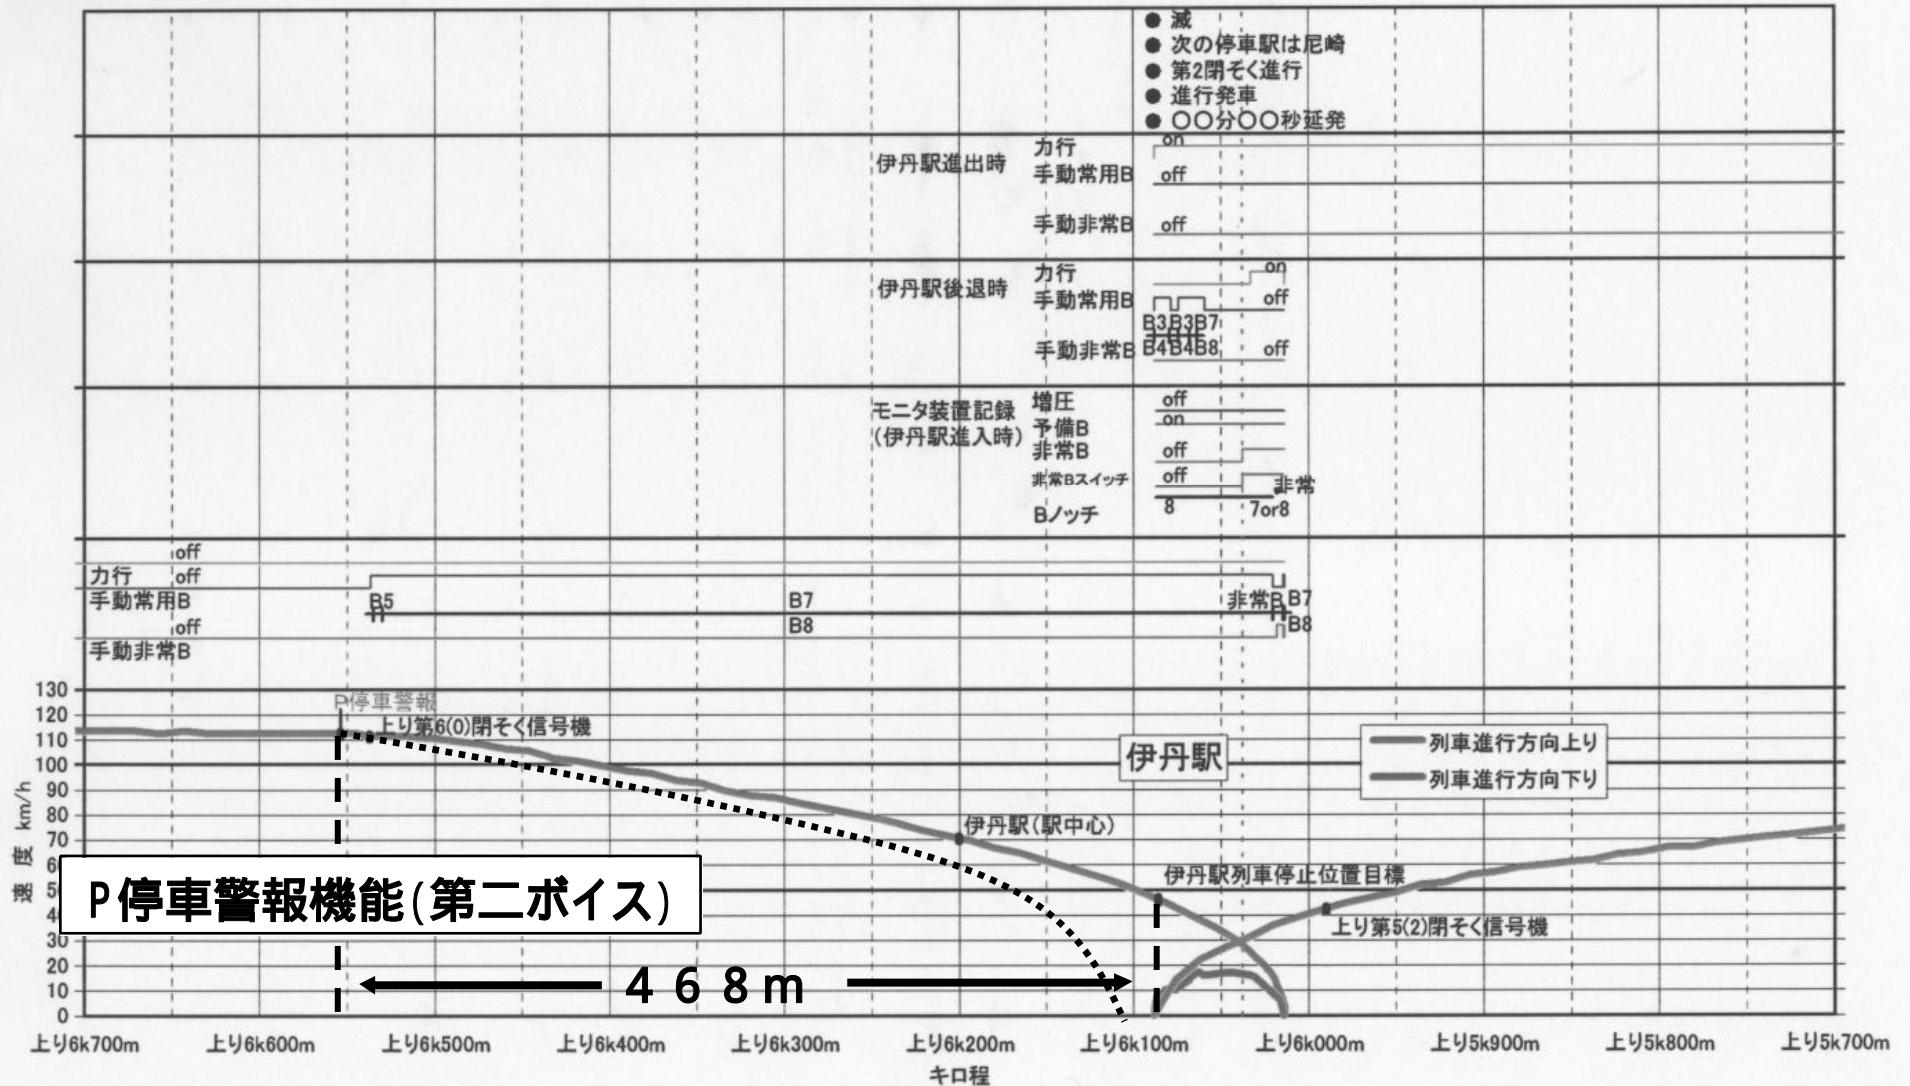 ● 滅
● 次の停車駅は尼崎
● 第2閉そく進行
● 進行発車
● 〇〇分〇〇秒延発
伊丹駅進出時
力行 on
手動常用B off
手動非常B off
伊丹駅後退時
力行 on
手動常用B off
B3 B3B7
手動非常B B4B4B8 off
モニタ装置記録
(伊丹駅進入時)
増圧 off
予備B on
非常B off
非常Bスイッチ off 非常
Bノッチ 8 7or8
off
力行 off
手動常用B B5 B7 非常B B7
off B8 B8
手動非常B
130
120
110
100
90
80
70
6
5
4
30
20
10
0
速度 km/h
P停車警報
上り第6(0)閉そく信号機
伊丹駅
列車進行方向上り
列車進行方向下り
伊丹駅(駅中心)
伊丹駅列車停止位置目標
上り第5(2)閉そく信号機
P停車警報機能(第二ボイス)
468m
上り6k700m 上り6k600m 上り6k500m 上り6k400m 上り6k300m 上り6k200m 上り6k100m 上り6k000m 上り5k900m 上り5k800m 上り5k700m
キロ程